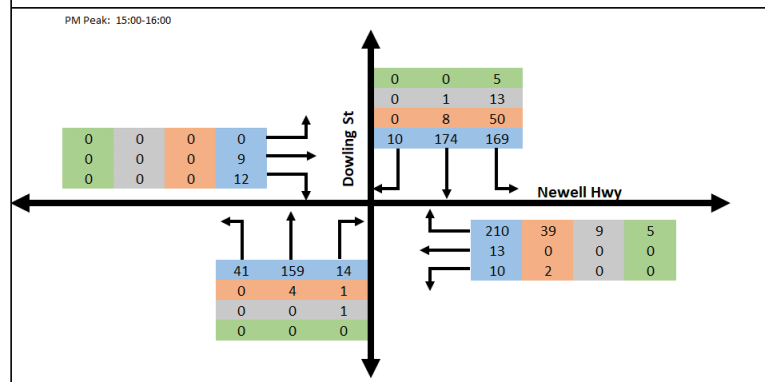 PM Peak: 15:00-16:00
Dowling St
0 0 5
0 1 13
0 8 50
10 174 169
0 0 0 0
0 0 0 9
0 0 0 12
Newell Hwy
210 39 9 5
13 0 0 0
10 2 0 0
41 159 14
0 4 1
0 0 1
0 0 0